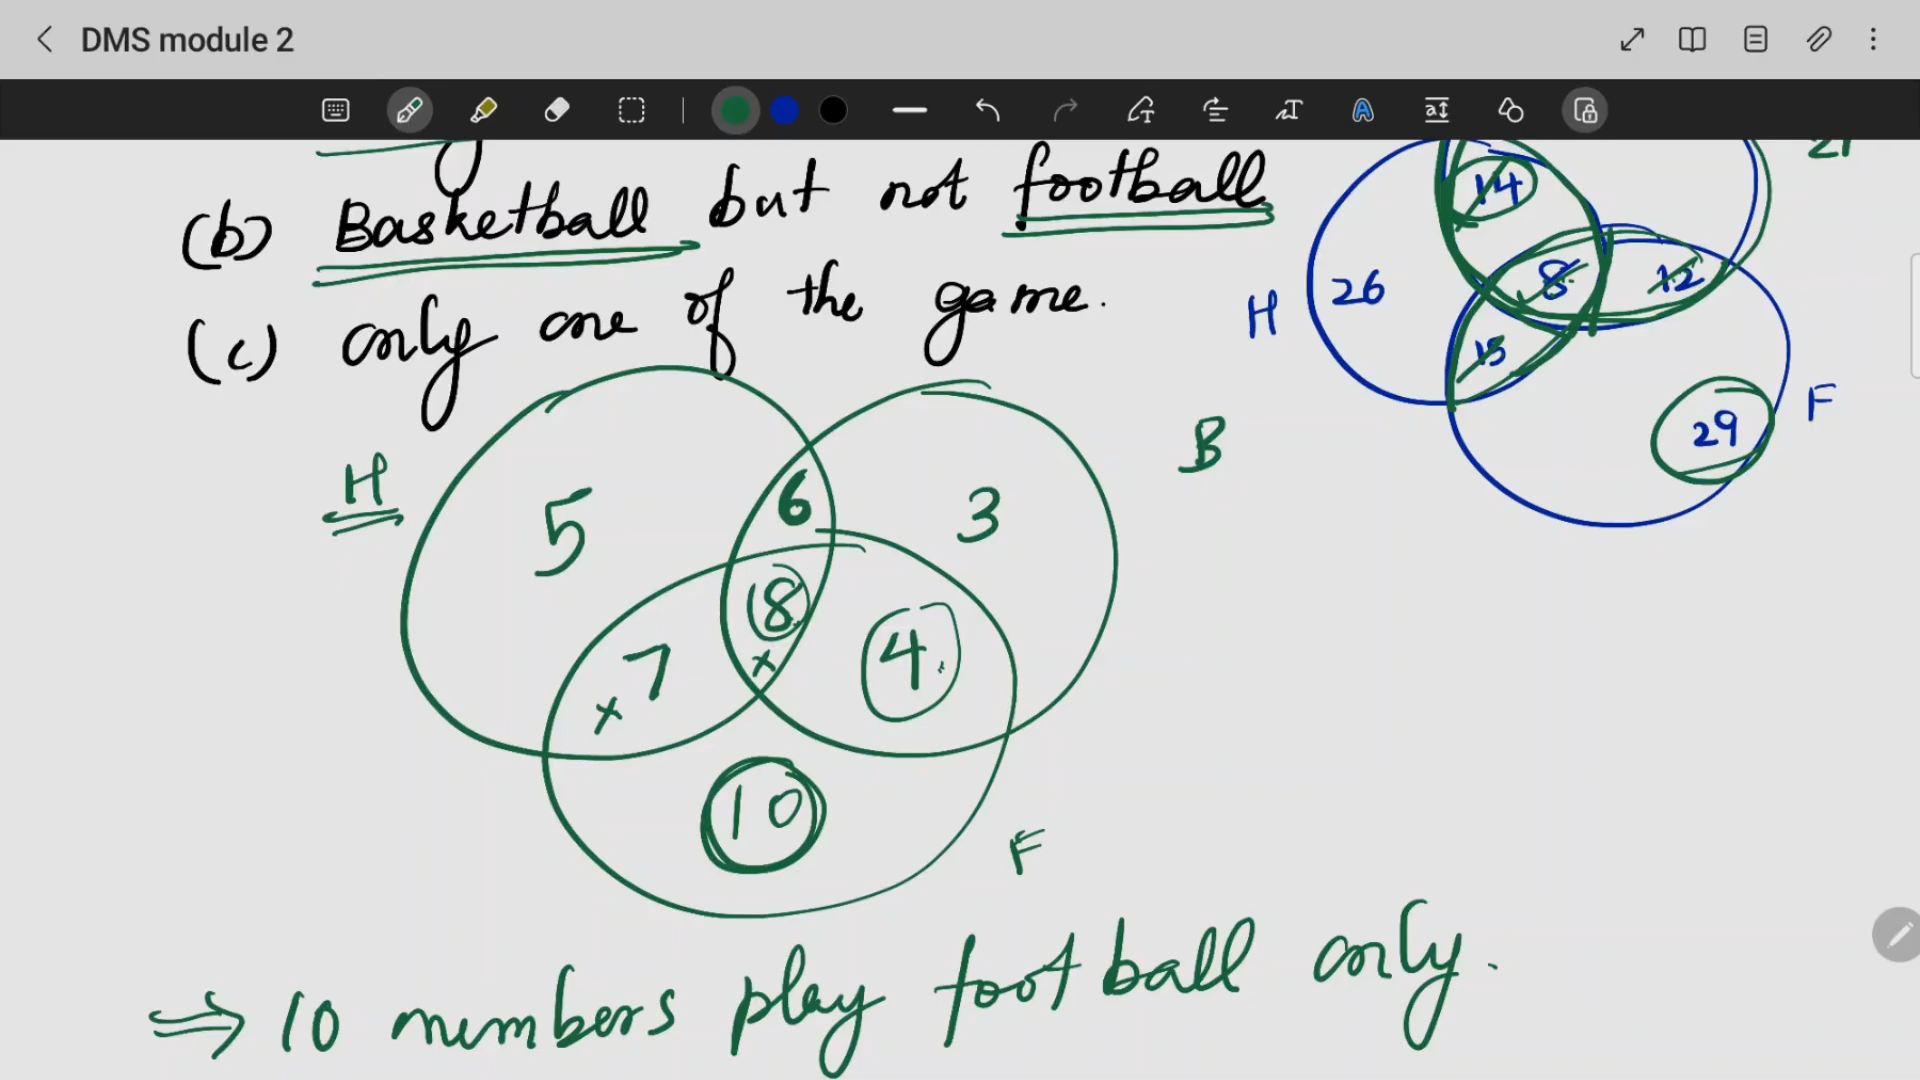 DMS module 2
(b) Basketball but not football
(c) only one of the game.
14
8
12
15
26
H
29
F
21
H
B
5
6
3
8
7
4
10
F
⇒ 10 members play football only.